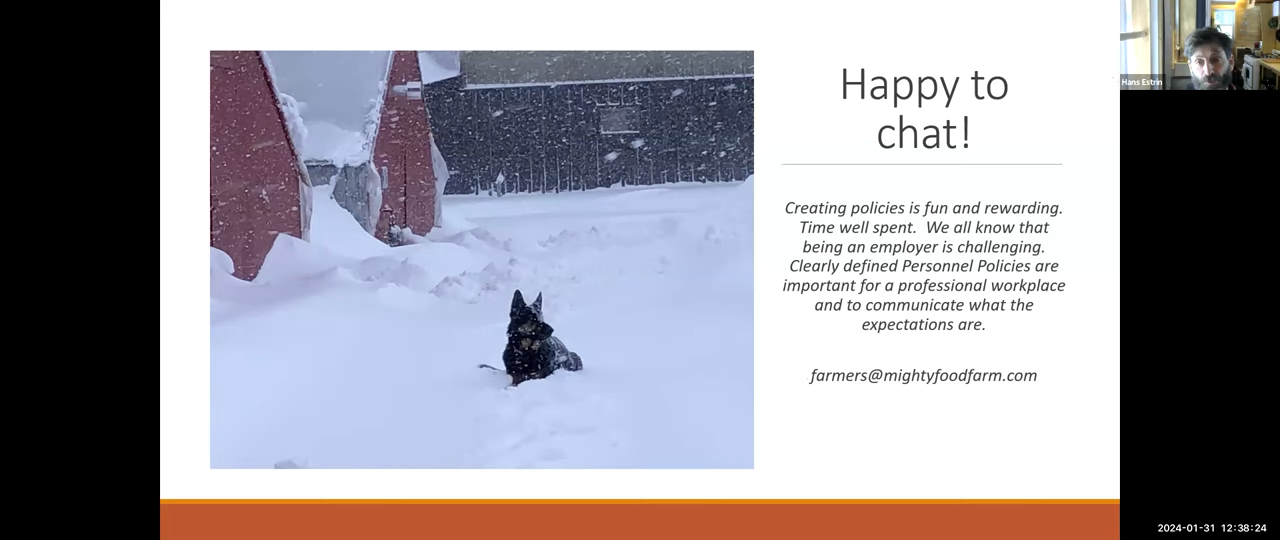 Happy to
chat!
Creating policies is fun and rewarding.
Time well spent.  We all know that
being an employer is challenging.
Clearly defined Personnel Policies are
important for a professional workplace
and to communicate what the
expectations are.
farmers@mightyfoodfarm.com
Hans Estrin
2024-01-31 12:38:24